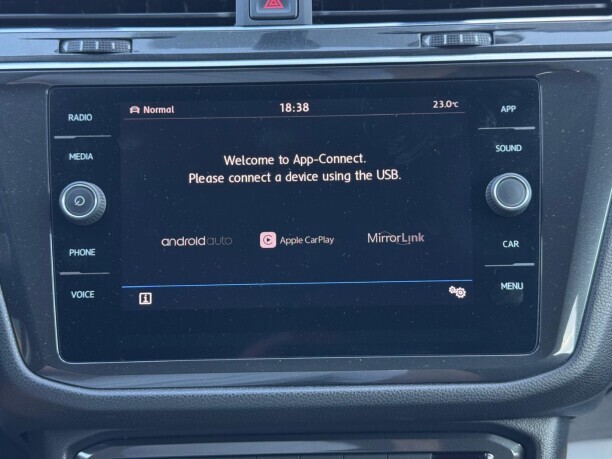 RADIO
MEDIA
PHONE
VOICE
Normal
18:38
23.0°C
Welcome to App-Connect.
Please connect a device using the USB.
androidauto
Apple CarPlay
MirrorLink
i
APP
SOUND
CAR
MENU